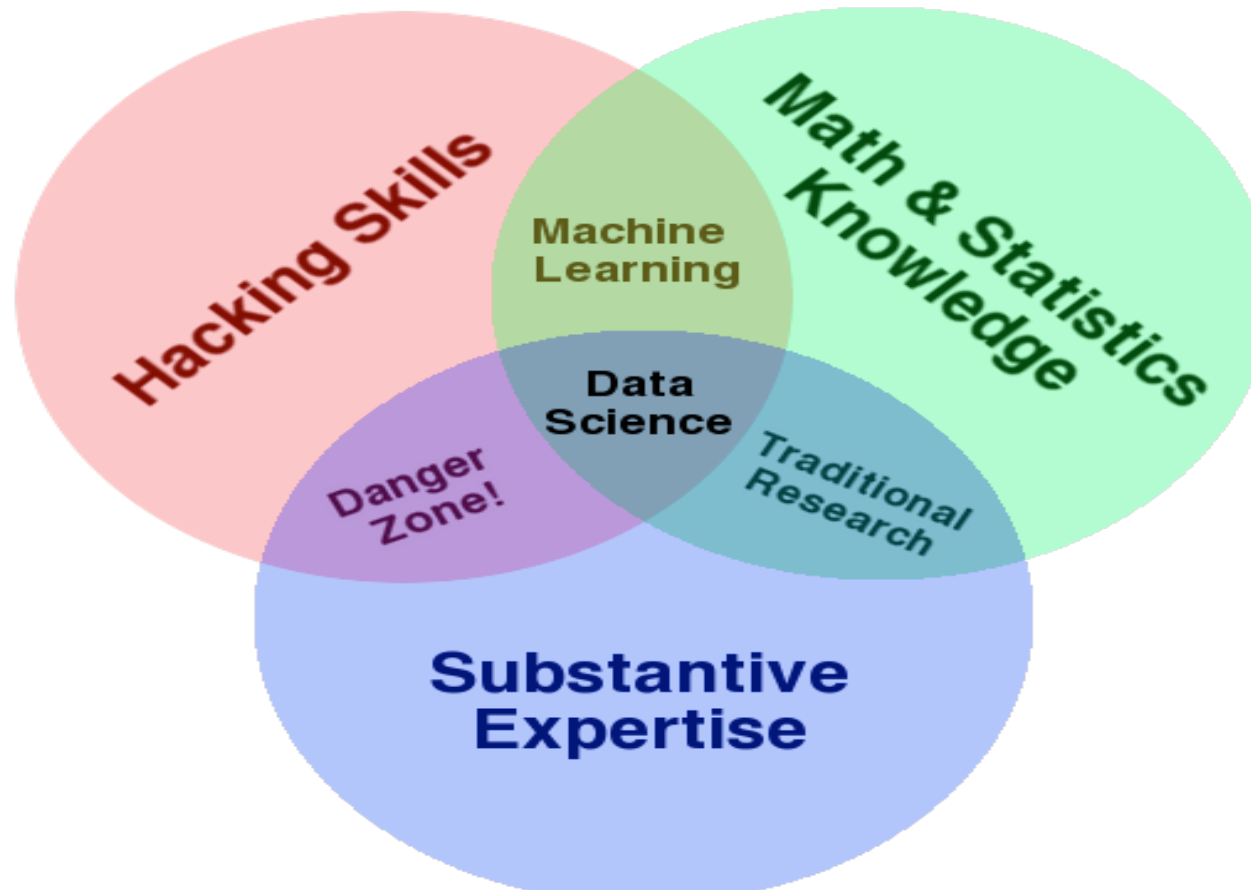 Hacking Skills
Math & Statistics
Knowledge
Machine
Learning
Data
Science
Danger
Zone!
Traditional
Research
Substantive
Expertise